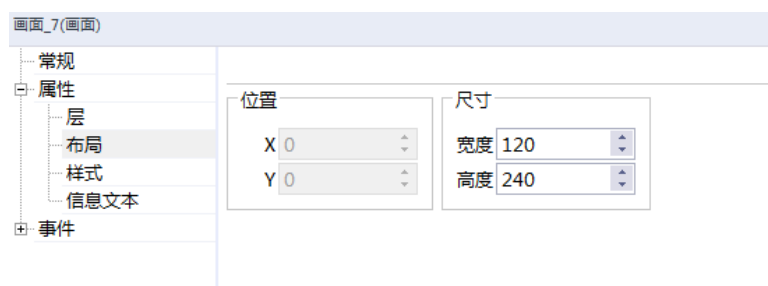 画面_7(画面)
常规
属性
层
布局
样式
信息文本
事件
位置
X 0
Y 0
尺寸
宽度 120
高度 240